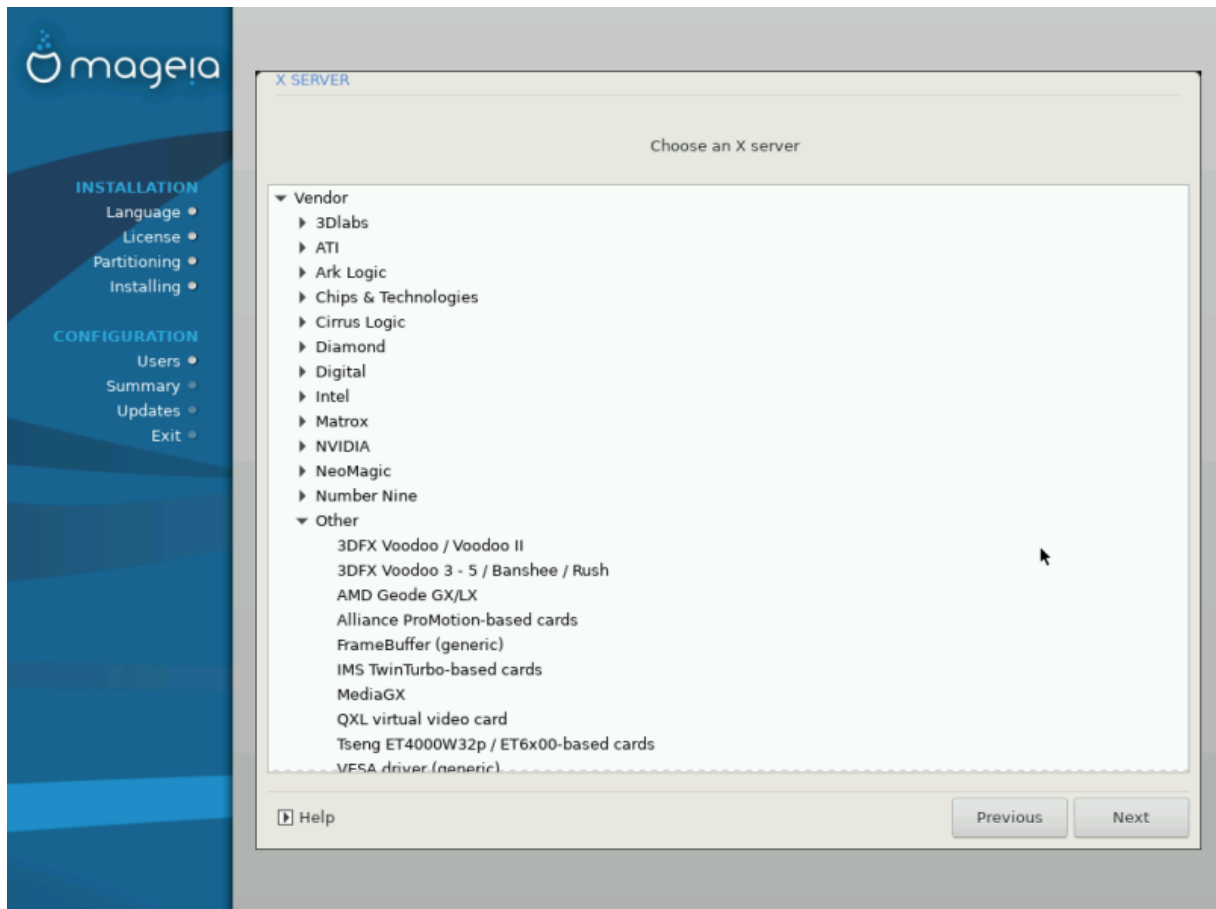 mageia
INSTALLATION
Language
License
Partitioning
Installing
CONFIGURATION
Users
Summary
Updates
Exit
X SERVER
Choose an X server
Vendor
3Dlabs
ATI
Ark Logic
Chips & Technologies
Cirrus Logic
Diamond
Digital
Intel
Matrox
NVIDIA
NeoMagic
Number Nine
Other
3DFX Voodoo / Voodoo II
3DFX Voodoo 3 - 5 / Banshee / Rush
AMD Geode GX/LX
Alliance ProMotion-based cards
FrameBuffer (generic)
IMS TwinTurbo-based cards
MediaGX
QXL virtual video card
Tseng ET4000W32p / ET6x00-based cards
VESA driver (generic)
Help
Previous
Next